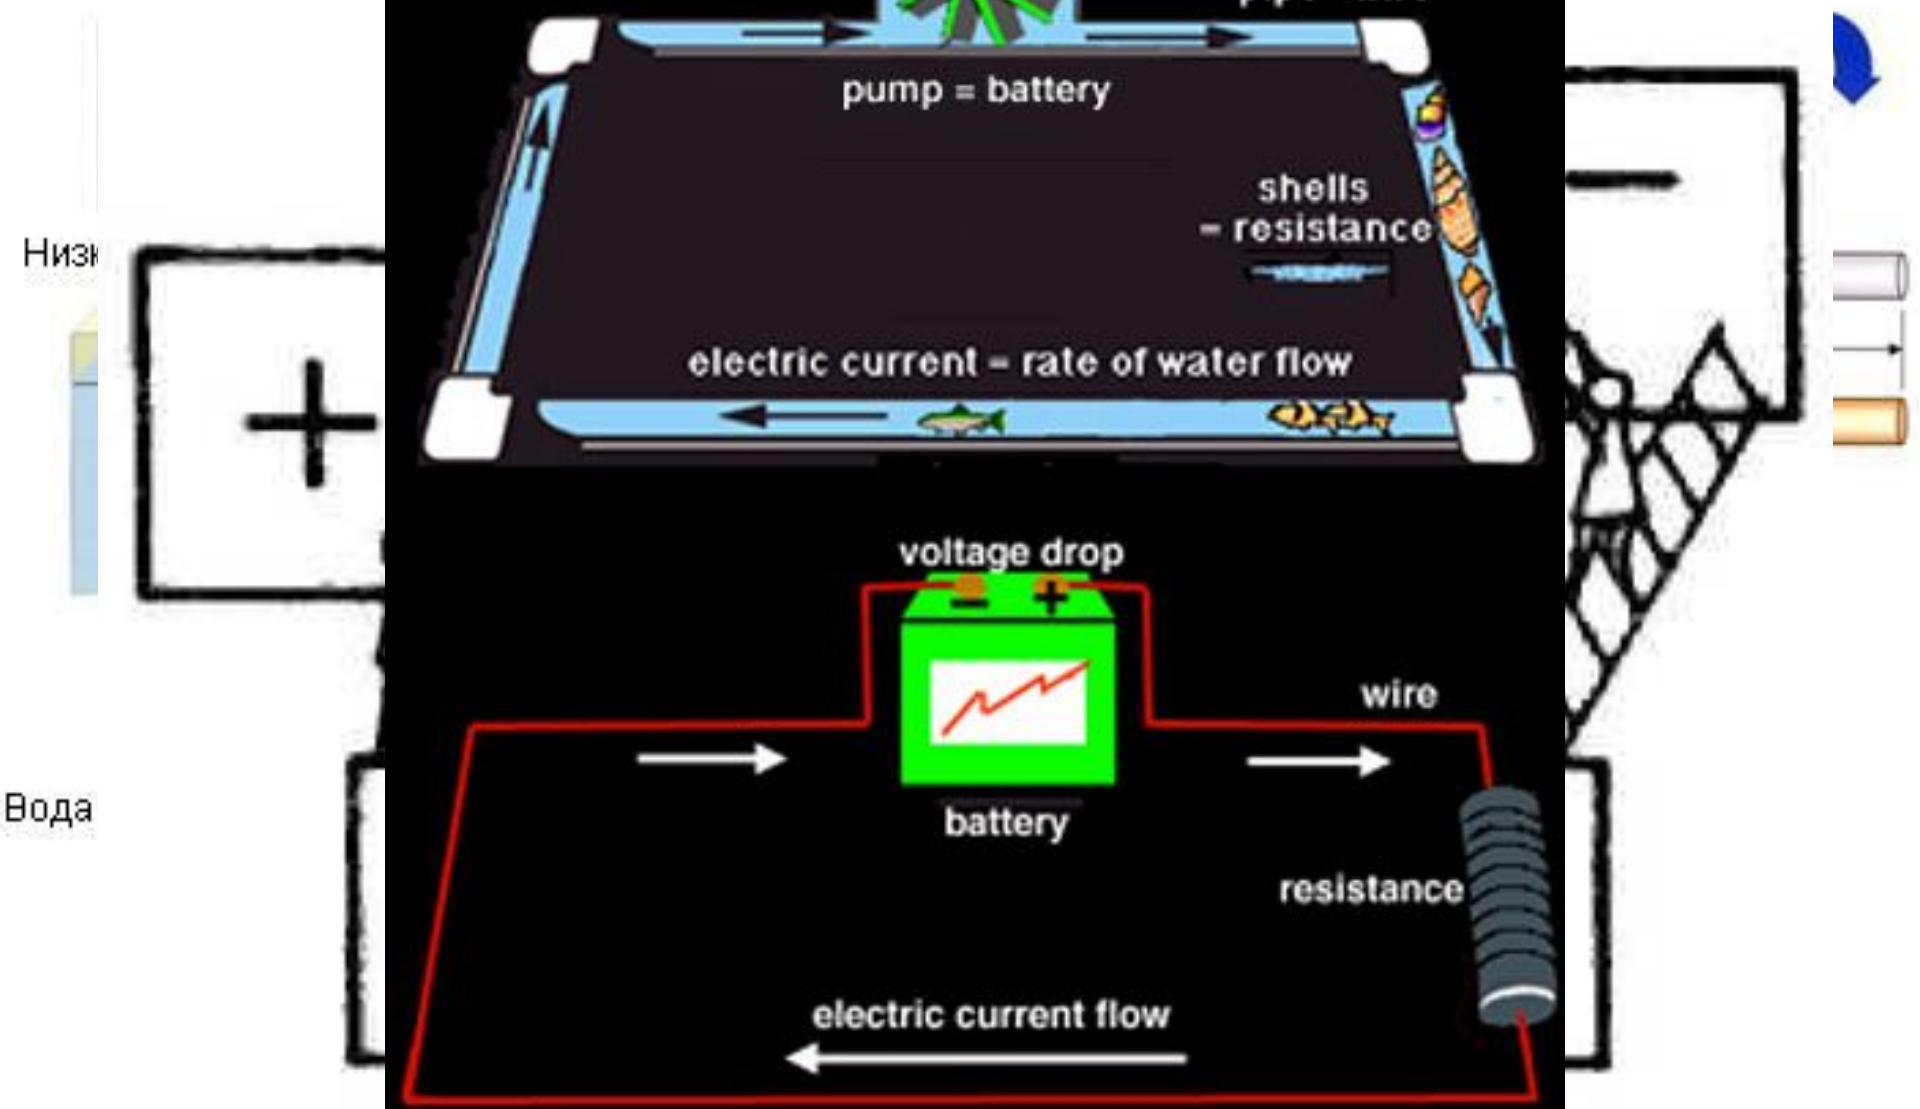 pump = battery
shells
= resistance
electric current = rate of water flow
Вода
voltage drop
- +
wire
battery
resistance
electric current flow
+
-